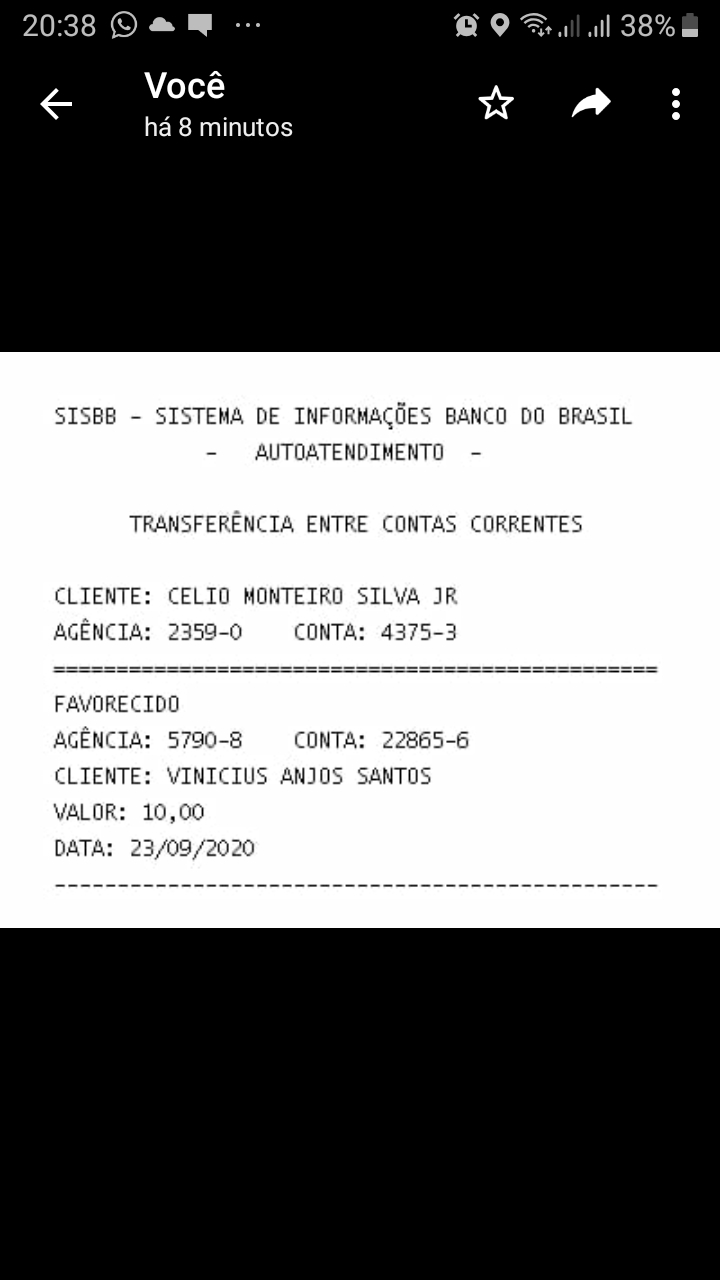 20:38 ... 38%
Você
há 8 minutos
SISBB - SISTEMA DE INFORMAÇÕES BANCO DO BRASIL
- AUTOATENDIMENTO -
TRANSFERÊNCIA ENTRE CONTAS CORRENTES
CLIENTE: CELIO MONTEIRO SILVA JR
AGÊNCIA: 2359-0 CONTA: 4375-3
================================================
FAVORECIDO
AGÊNCIA: 5790-8 CONTA: 22865-6
CLIENTE: VINICIUS ANJOS SANTOS
VALOR: 10,00
DATA: 23/09/2020
------------------------------------------------